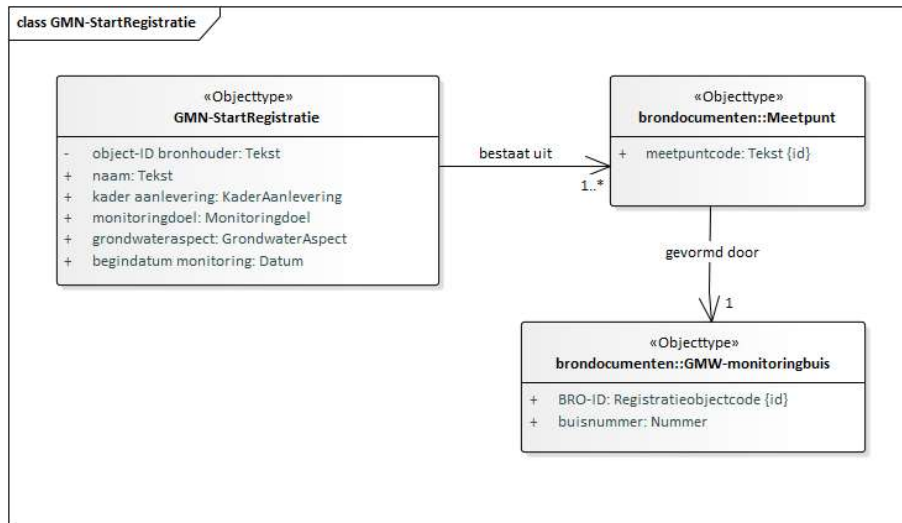 class GMN-StartRegistratie
«Objecttype»
GMN-StartRegistratie
- object-ID bronhouder: Tekst
+ naam: Tekst
+ kader aanlevering: KaderAanlevering
+ monitoringdoel: Monitoringdoel
+ grondwateraspect: GrondwaterAspect
+ begindatum monitoring: Datum
bestaat uit
1..*
«Objecttype»
brondocumenten::Meetpunt
+ meetpuntcode: Tekst {id}
gevormd door
1
«Objecttype»
brondocumenten::GMW-monitoringbuis
+ BRO-ID: Registratieobjectcode {id}
+ buisnummer: Nummer